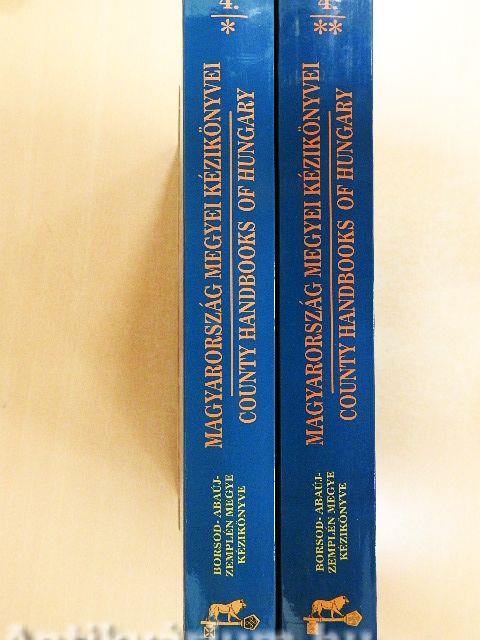 4.
*
MAGYARORSZÁG MEGYEI KÉZIKÖNYVEI
COUNTY HANDBOOKS OF HUNGARY
BORSOD-ABAÚJ-
ZEMPLÉN MEGYE
KÉZIKÖNYVE
4.
**
MAGYARORSZÁG MEGYEI KÉZIKÖNYVEI
COUNTY HANDBOOKS OF HUNGARY
BORSOD-ABAÚJ-
ZEMPLÉN MEGYE
KÉZIKÖNYVE